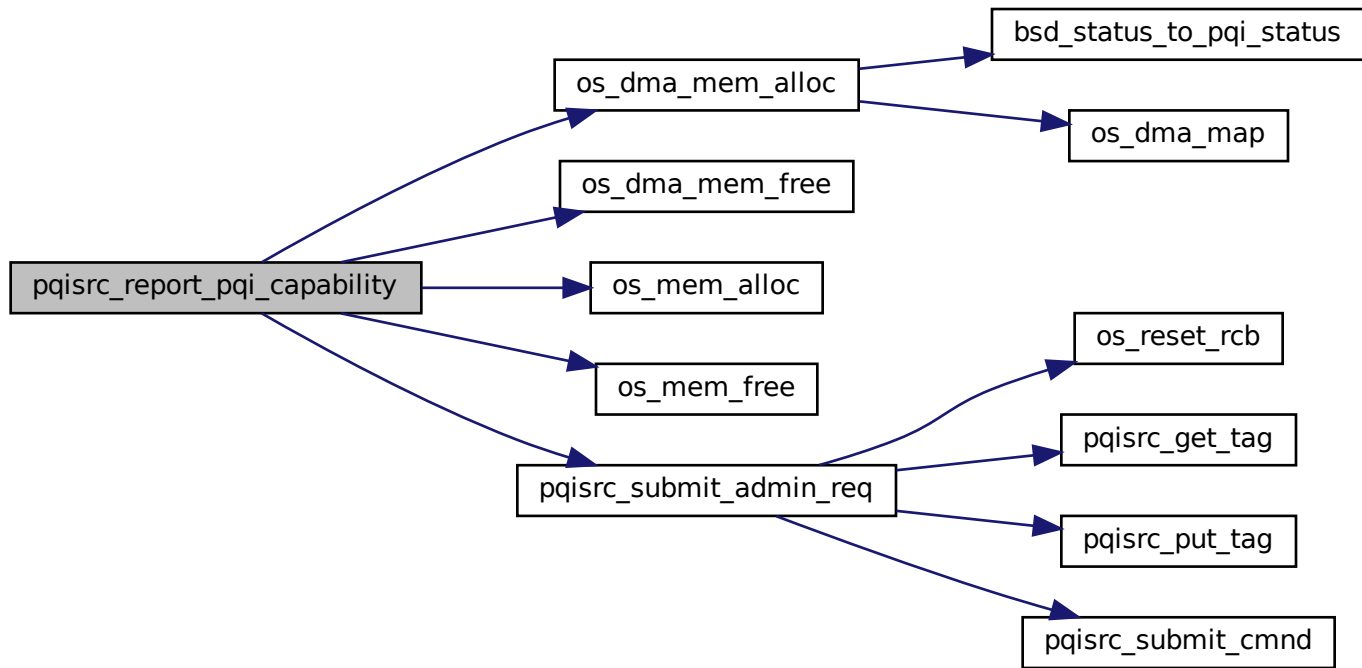 bsd_status_to_pqi_status
os_dma_mem_alloc
os_dma_map
os_dma_mem_free
pqisrc_report_pqi_capability
os_mem_alloc
os_reset_rcb
os_mem_free
pqisrc_get_tag
pqisrc_submit_admin_req
pqisrc_put_tag
pqisrc_submit_cmnd